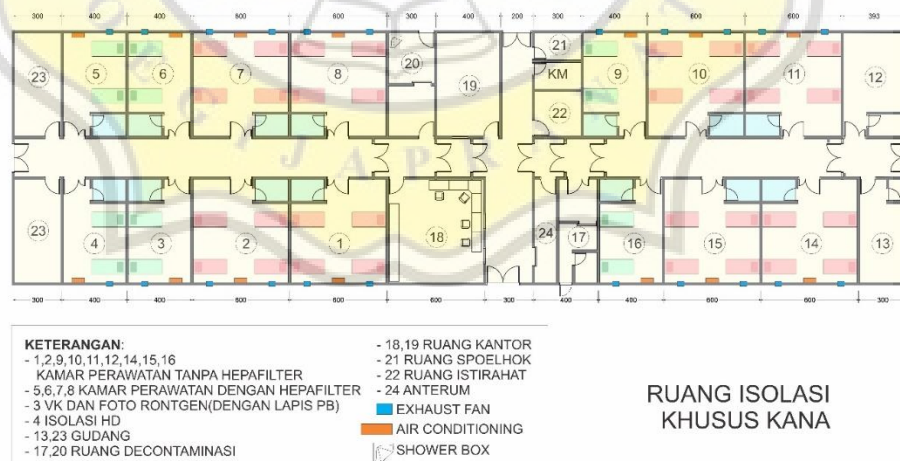 300 400 400 600 600 300 400 200 300 400 600 600 393
23 5 6 7 8 20 19 21 9 10 11 12
KM
22
GIJAPRANATA
23 4 3 2 1 18 24 17 16 15 14 13
300 400 400 600 600 600 300 400 400 600 600 300
KETERANGAN:
- 1,2,9,10,11,12,14,15,16
KAMAR PERAWATAN TANPA HEPAFILTER
- 5,6,7,8 KAMAR PERAWATAN DENGAN HEPAFILTER
- 3 VK DAN FOTO RONTGEN(DENGAN LAPIS PB)
- 4 ISOLASI HD
- 13,23 GUDANG
- 17,20 RUANG DECONTAMINASI
- 18,19 RUANG KANTOR
- 21 RUANG SPOELHOK
- 22 RUANG ISTIRAHAT
- 24 ANTERUM
EXHAUST FAN
AIR CONDITIONING
SHOWER BOX
RUANG ISOLASI
KHUSUS KANA